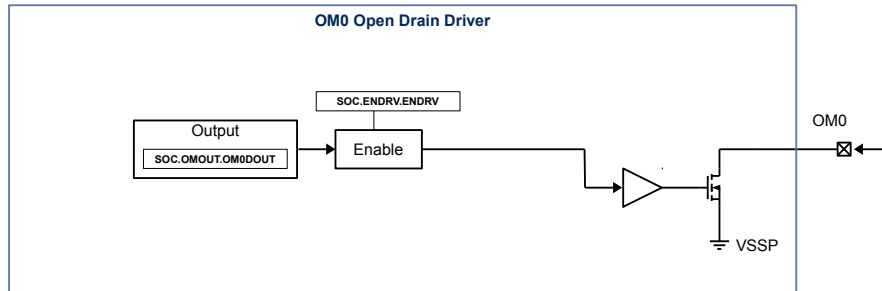 OM0 Open Drain Driver
SOC.ENDRV.ENDRV
OM0
Output
SOC.OMOUT.OM0DOUT
Enable
VSSP